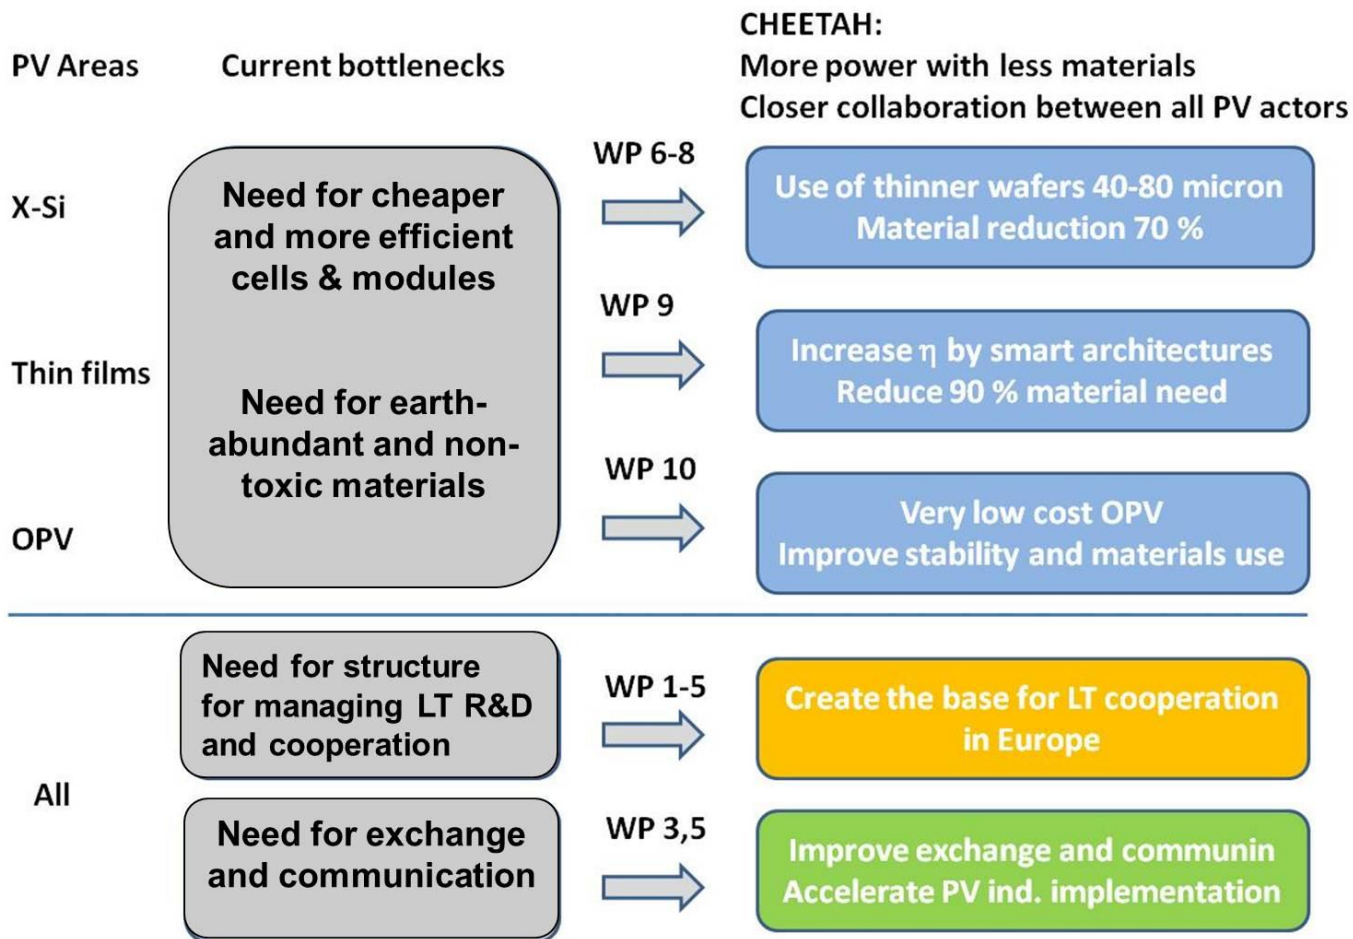 CHEETAH:
PV Areas
Current bottlenecks
More power with less materials
Closer collaboration between all PV actors
X-Si
Need for cheaper
and more efficient
cells & modules
WP 6-8
Use of thinner wafers 40-80 micron
Material reduction 70 %
Thin films
WP 9
Increase η by smart architectures
Reduce 90 % material need
Need for earth-
abundant and non-
toxic materials
OPV
WP 10
Very low cost OPV
Improve stability and materials use
All
Need for structure
for managing LT R&D
and cooperation
WP 1-5
Create the base for LT cooperation
in Europe
Need for exchange
and communication
WP 3,5
Improve exchange and communin
Accelerate PV ind. implementation